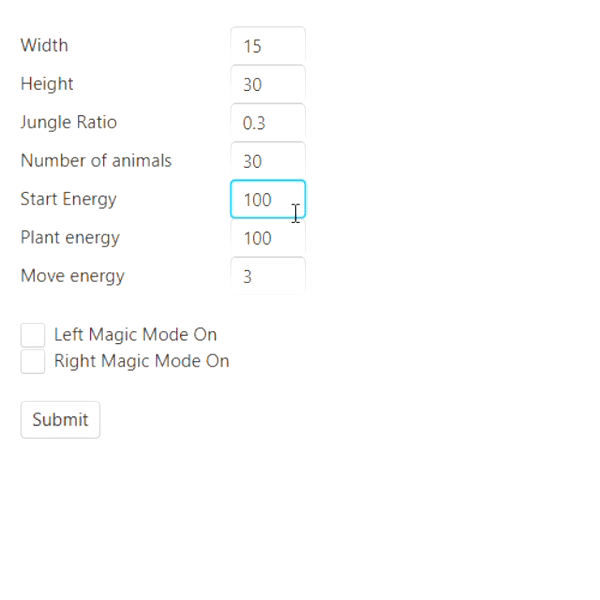 Width 15
Height 30
Jungle Ratio 0.3
Number of animals 30
Start Energy 100
Plant energy 100
Move energy 3
Left Magic Mode On
Right Magic Mode On
Submit